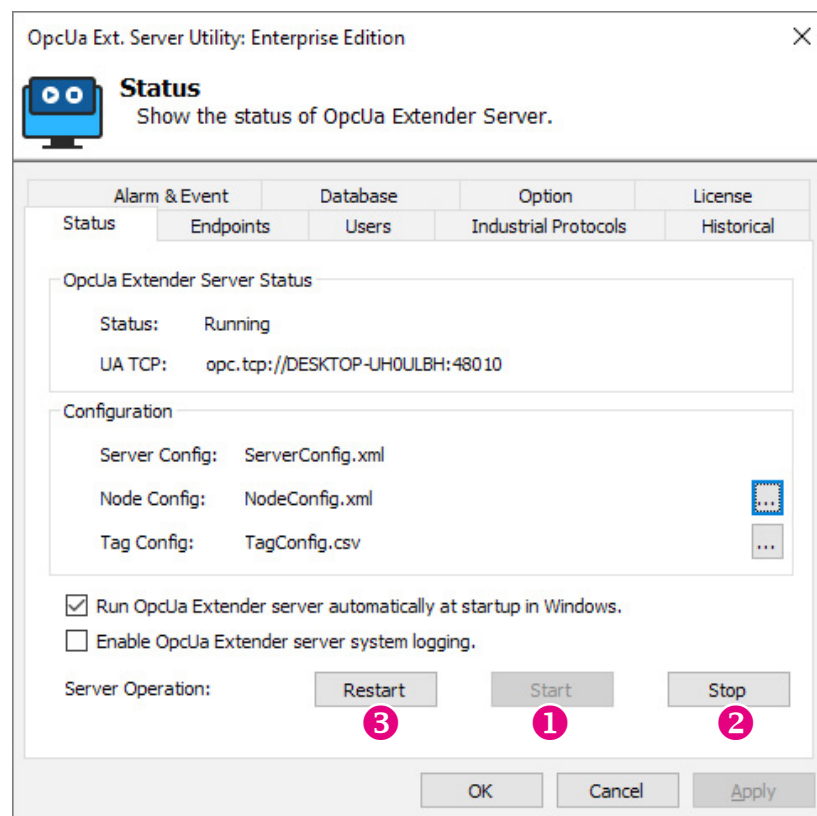 OpcUa Ext. Server Utility: Enterprise Edition
Status
Show the status of OpcUa Extender Server.
Alarm & Event Database Option License
Status Endpoints Users Industrial Protocols Historical
OpcUa Extender Server Status
Status: Running
UA TCP: opc.tcp://DESKTOP-UH0ULBH:48010
Configuration
Server Config: ServerConfig.xml
Node Config: NodeConfig.xml
...
Tag Config: TagConfig.csv
...
Run OpcUa Extender server automatically at startup in Windows.
Enable OpcUa Extender server system logging.
Server Operation: Restart Start Stop
3 1 2
OK Cancel Apply